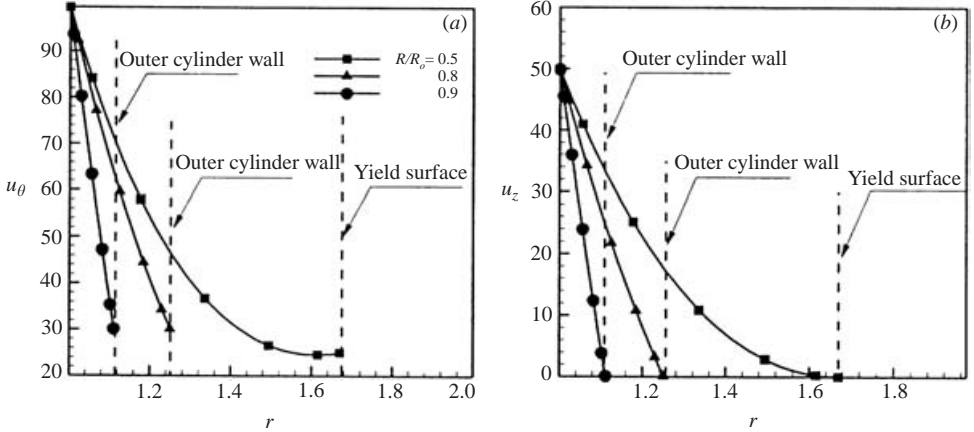 (a)
90
80
70
60
50
40
30
20
u_θ
1.2
1.4
1.6
1.8
2.0
r
Outer cylinder wall
Outer cylinder wall
Yield surface
R/R_o = 0.5
0.8
0.9
(b)
60
50
40
30
20
10
0
u_z
1.2
1.4
1.6
1.8
r
Outer cylinder wall
Outer cylinder wall
Yield surface